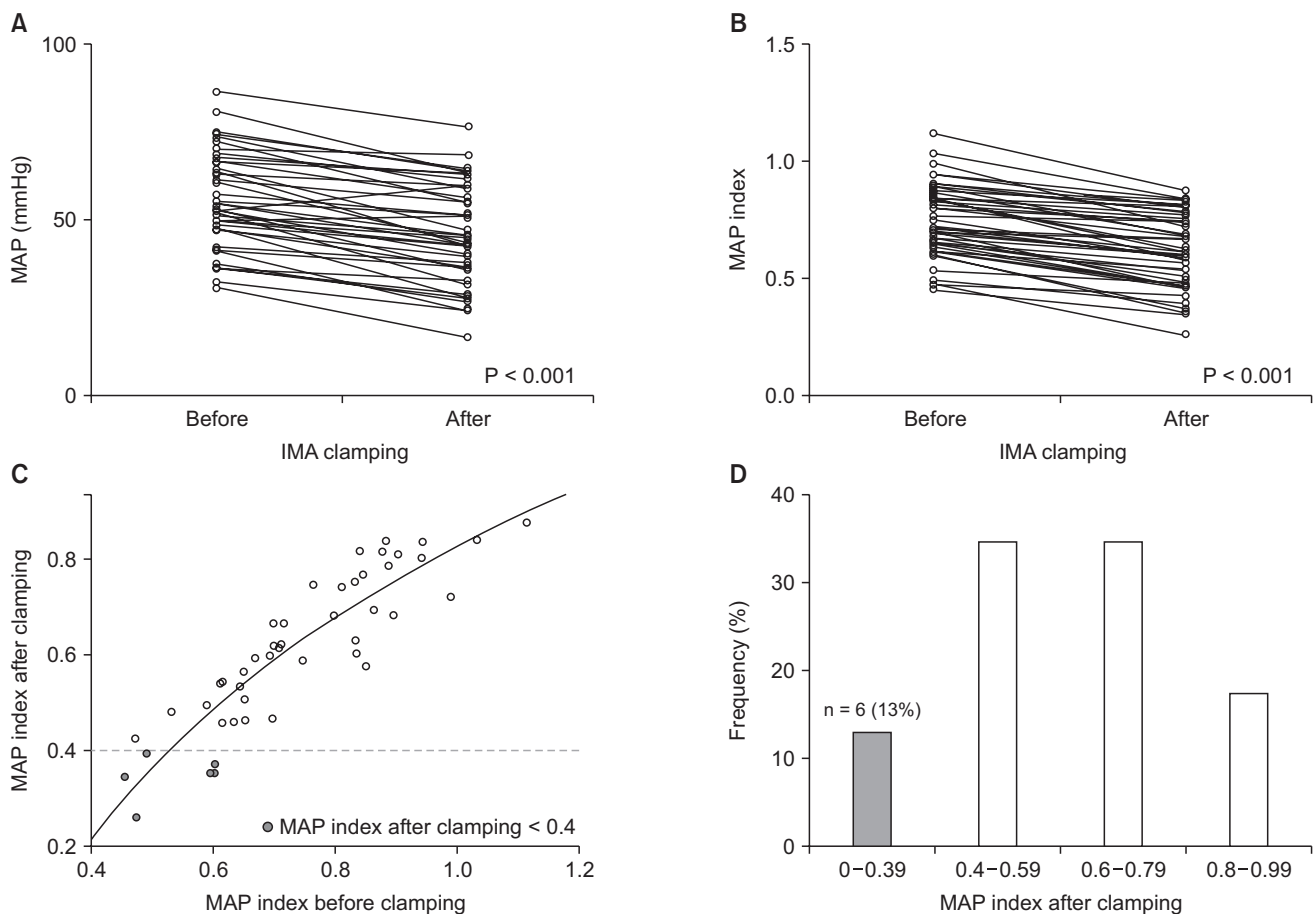 A
100
50
0
MAP (mmHg)
P < 0.001
Before
After
IMA clamping
B
1.5
1.0
0.5
0.0
MAP index
P < 0.001
Before
After
IMA clamping
C
0.8
0.6
0.4
0.2
MAP index after clamping
MAP index after clamping < 0.4
0.4
0.6
0.8
1.0
1.2
MAP index before clamping
D
40
30
20
10
0
Frequency (%)
n = 6 (13%)
0−0.39
0.4−0.59
0.6−0.79
0.8−0.99
MAP index after clamping